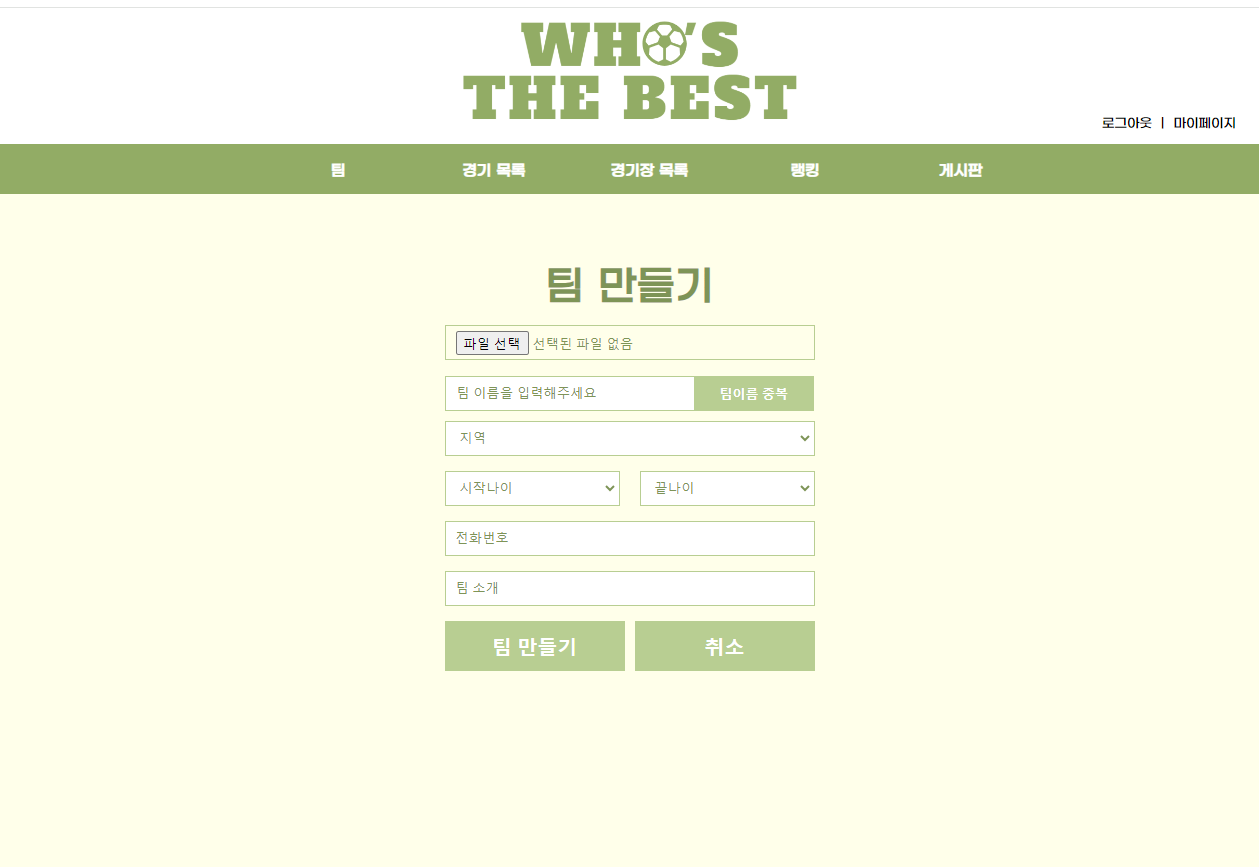 WHO'S
THE BEST
로그아웃 | 마이페이지
팀 경기 목록 경기장 목록 랭킹 게시판
팀 만들기
파일 선택 선택된 파일 없음
팀 이름을 입력해주세요 팀이름 중복
지역
시작나이 끝나이
전화번호
팀 소개
팀 만들기 취소